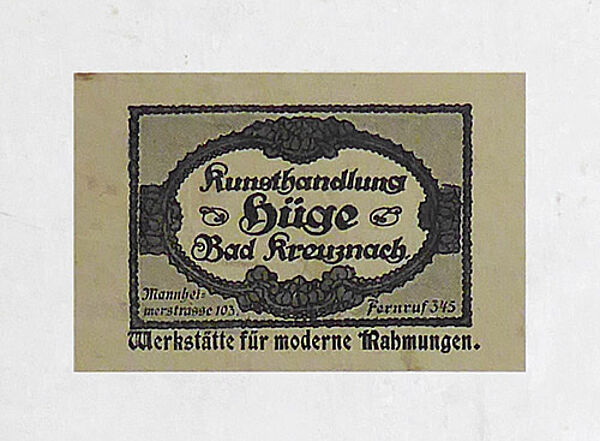 Kunsthandlung
Hüge
Bad Kreuznach
Mannhei-
merstrasse 103.
Fernruf 345
Werkstätte für moderne Rahmungen.